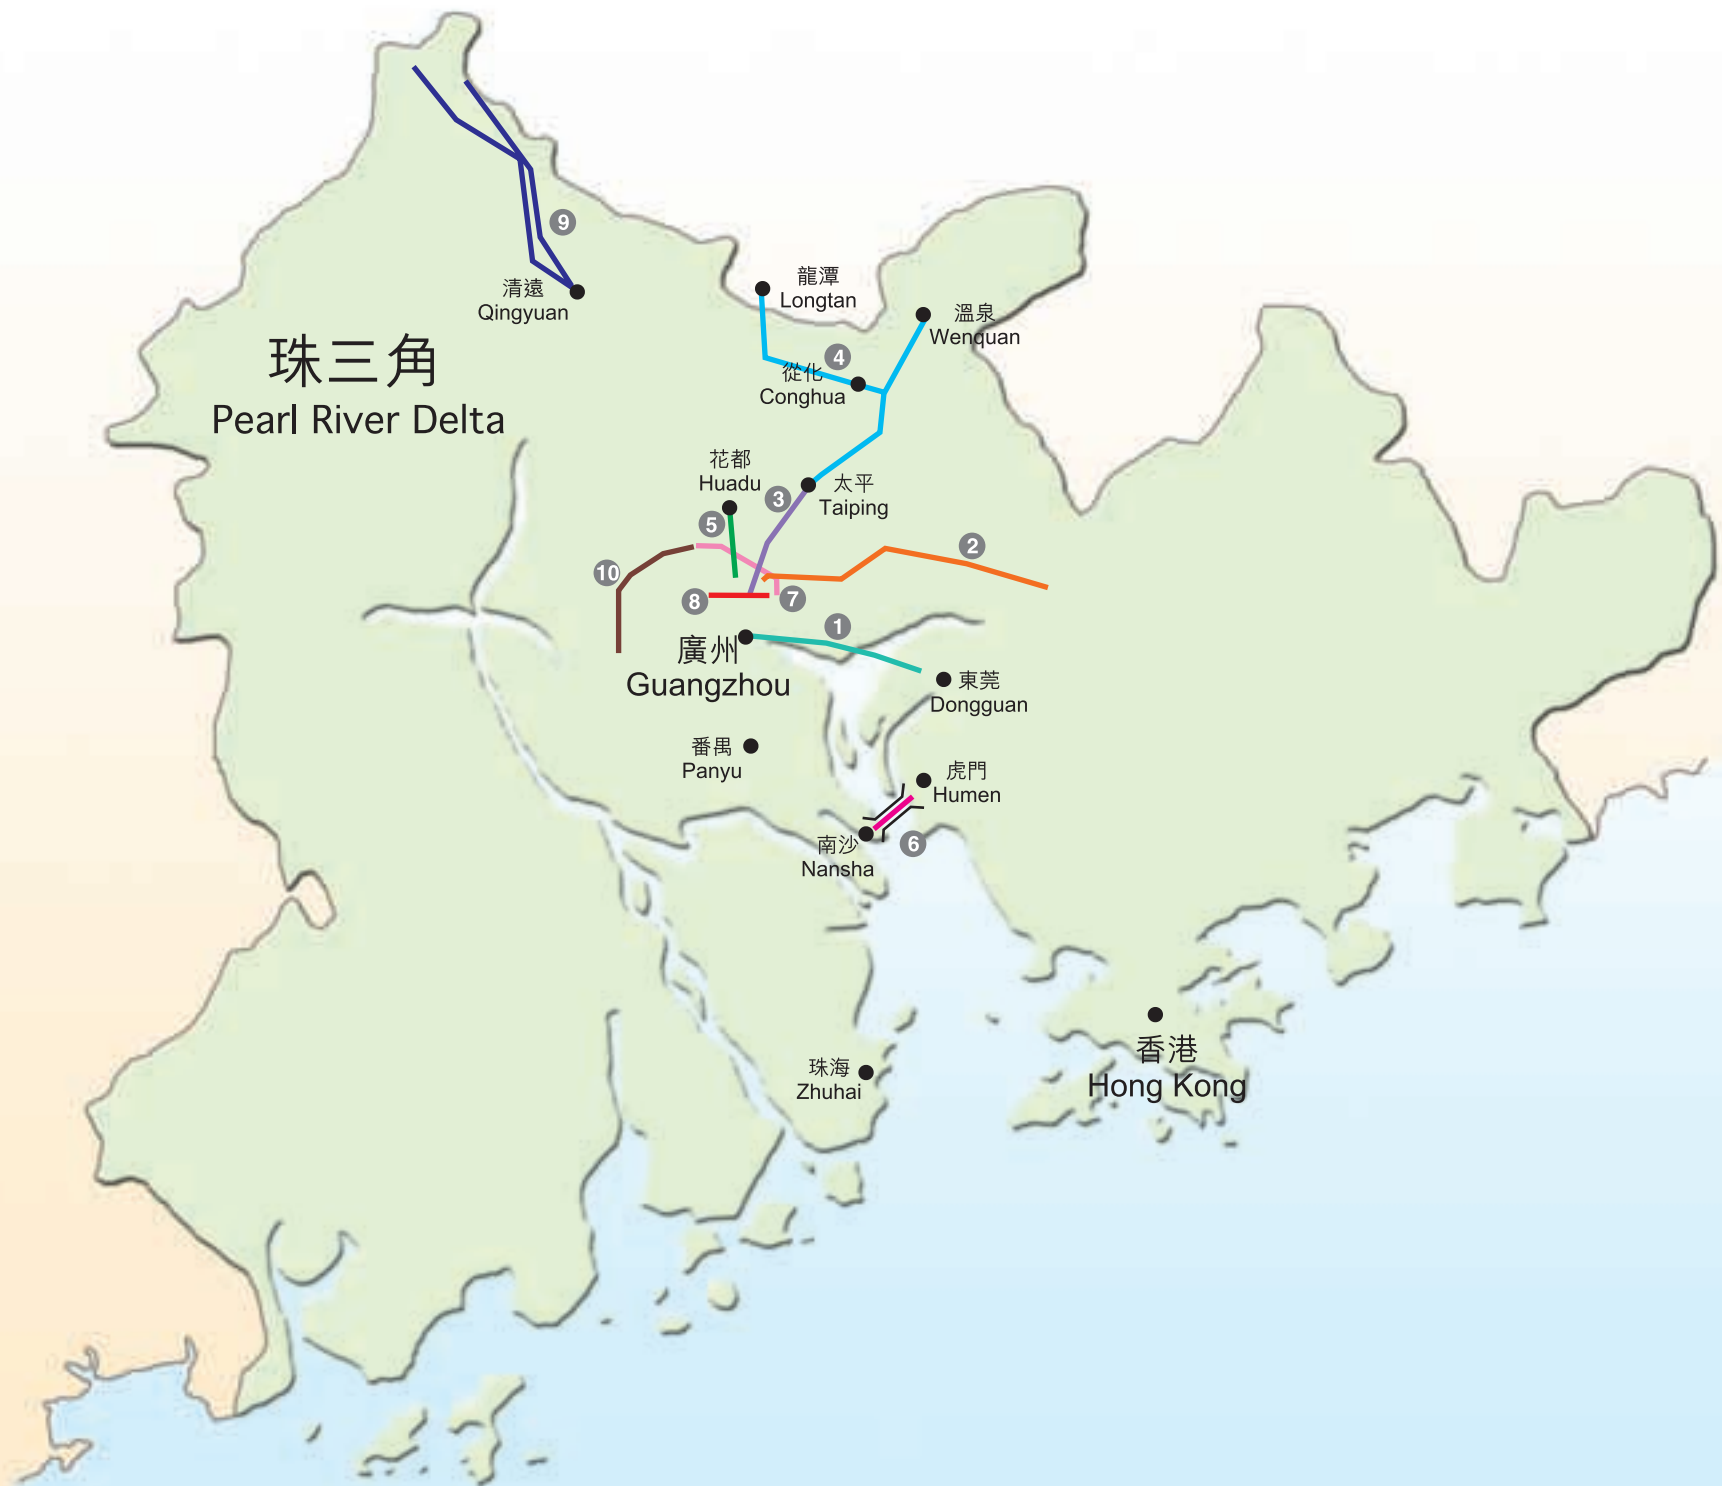 9
清遠
Qingyuan
龍潭
Longtan
溫泉
Wenquan
珠三角
Pearl River Delta
4
從化
Conghua
花都
Huadu
3
太平
Taiping
5
2
10
8
7
1
廣州
Guangzhou
東莞
Dongguan
番禺
Panyu
虎門
Humen
南沙
Nansha
6
珠海
Zhuhai
香港
Hong Kong